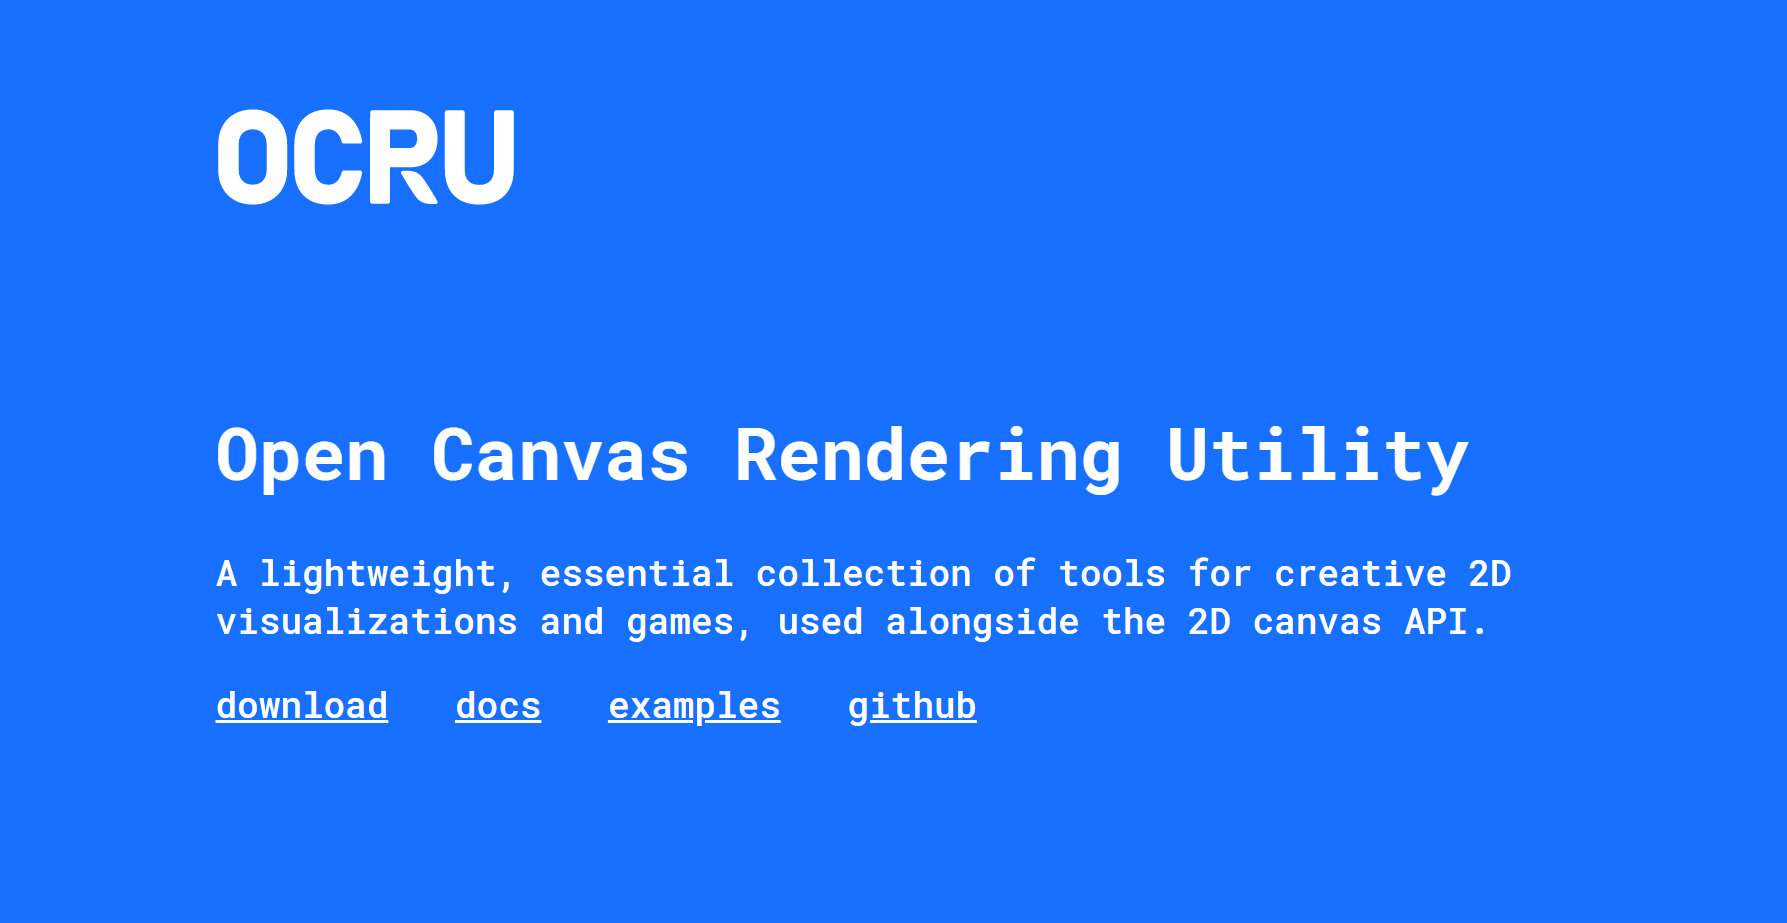 OCRU
Open Canvas Rendering Utility
A lightweight, essential collection of tools for creative 2D
visualizations and games, used alongside the 2D canvas API.
download docs examples github